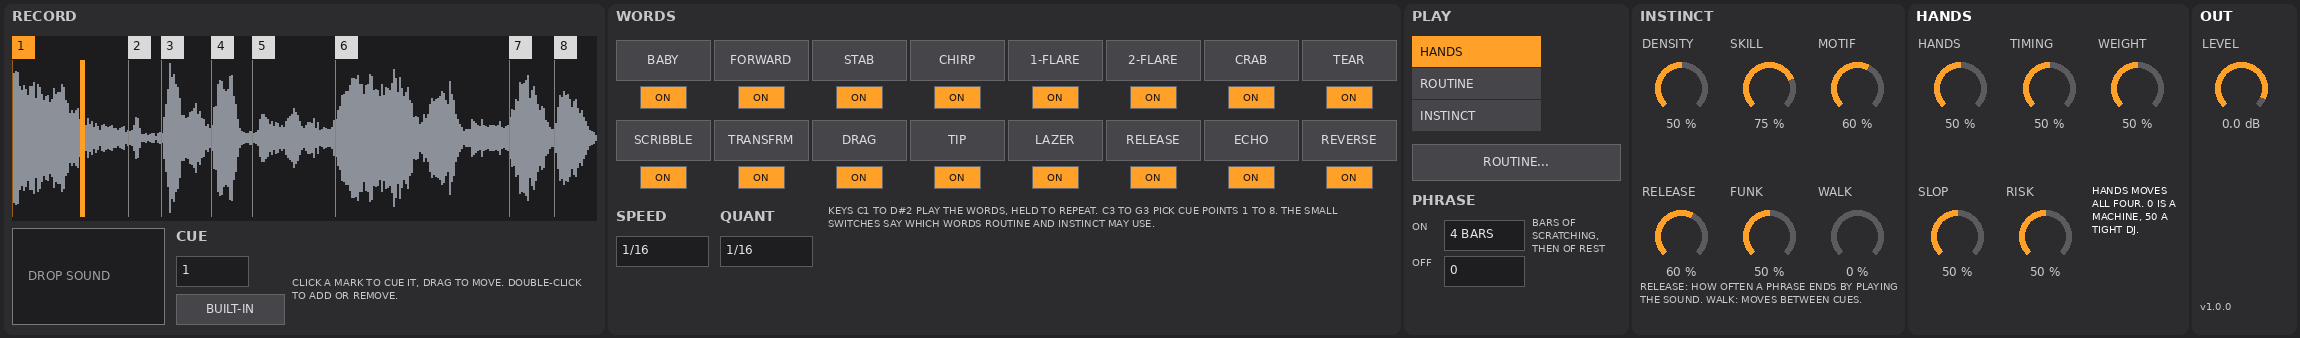 RECORD
1
2
3
4
5
6
7
8
DROP SOUND
CUE
1
BUILT-IN
CLICK A MARK TO CUE IT, DRAG TO MOVE. DOUBLE-CLICK
TO ADD OR REMOVE.
WORDS
BABY
FORWARD
STAB
CHIRP
1-FLARE
2-FLARE
CRAB
TEAR
ON
ON
ON
ON
ON
ON
ON
ON
SCRIBBLE
TRANSFRM
DRAG
TIP
LAZER
RELEASE
ECHO
REVERSE
ON
ON
ON
ON
ON
ON
ON
ON
SPEED
QUANT
1/16
1/16
KEYS C1 TO D#2 PLAY THE WORDS, HELD TO REPEAT. C3 TO G3 PICK CUE POINTS 1 TO 8. THE SMALL
SWITCHES SAY WHICH WORDS ROUTINE AND INSTINCT MAY USE.
PLAY
HANDS
ROUTINE
INSTINCT
ROUTINE...
PHRASE
ON
4 BARS
OFF
0
BARS OF
SCRATCHING,
THEN OF REST
INSTINCT
DENSITY
SKILL
MOTIF
50 %
75 %
60 %
RELEASE
FUNK
WALK
60 %
50 %
0 %
RELEASE: HOW OFTEN A PHRASE ENDS BY PLAYING
THE SOUND. WALK: MOVES BETWEEN CUES.
HANDS
HANDS
TIMING
WEIGHT
50 %
50 %
50 %
SLOP
RISK
50 %
50 %
HANDS MOVES
ALL FOUR. 0 IS A
MACHINE, 50 A
TIGHT DJ.
OUT
LEVEL
0.0 dB
v1.0.0